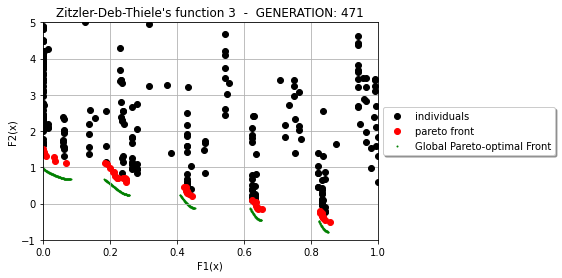 Zitzler-Deb-Thiele's function 3 - GENERATION: 471
5
4
3
2
1
0
−1
F2(x)
0.0 0.2 0.4 0.6 0.8 1.0
F1(x)
individuals
pareto front
Global Pareto-optimal Front